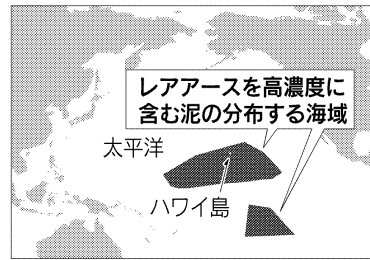 レアアースを高濃度に
含む泥の分布する海域
太平洋
ハワイ島